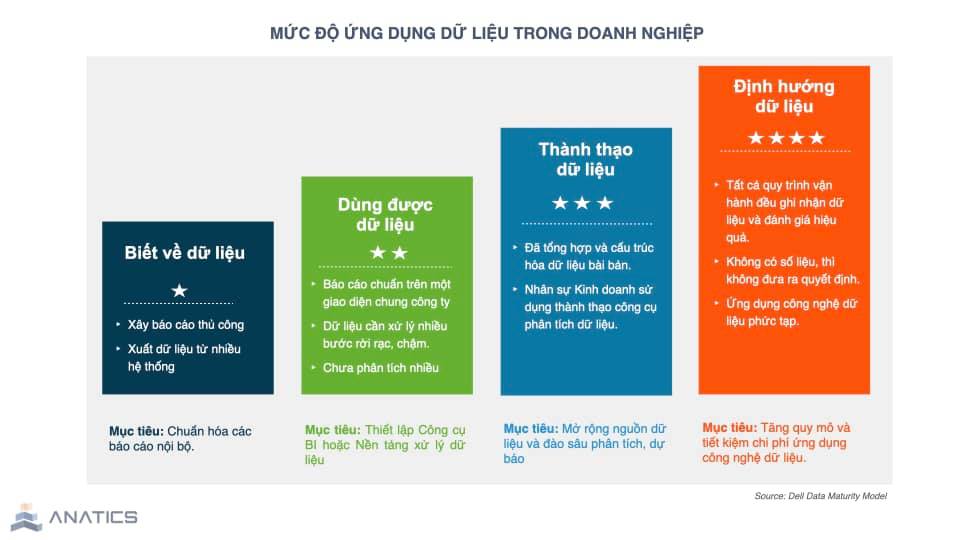 MỨC ĐỘ ỨNG DỤNG DỮ LIỆU TRONG DOANH NGHIỆP
Biết về dữ liệu
Xây báo cáo thủ công
Xuất dữ liệu từ nhiều
hệ thống
Mục tiêu: Chuẩn hóa các
báo cáo nội bộ.
Dùng được
dữ liệu
Báo cáo chuẩn trên một
giao diện chung công ty
Dữ liệu cần xử lý nhiều
bước rời rạc, chậm.
Chưa phân tích nhiều
Mục tiêu: Thiết lập Công cụ
BI hoặc Nền tảng xử lý dữ
liệu
Thành thạo
dữ liệu
Đã tổng hợp và cấu trúc
hóa dữ liệu bài bản.
Nhân sự Kinh doanh sử
dụng thành thạo công cụ
phân tích dữ liệu.
Mục tiêu: Mở rộng nguồn dữ
liệu và đào sâu phân tích, dự
báo
Định hướng
dữ liệu
Tất cả quy trình vận
hành đều ghi nhận dữ
liệu và đánh giá hiệu
quả.
Không có số liệu, thì
không đưa ra quyết định.
Ứng dụng công nghệ dữ
liệu phức tạp.
Mục tiêu: Tăng quy mô và
tiết kiệm chi phí ứng dụng
công nghệ dữ liệu.
Source: Dell Data Maturity Model
ANATICS